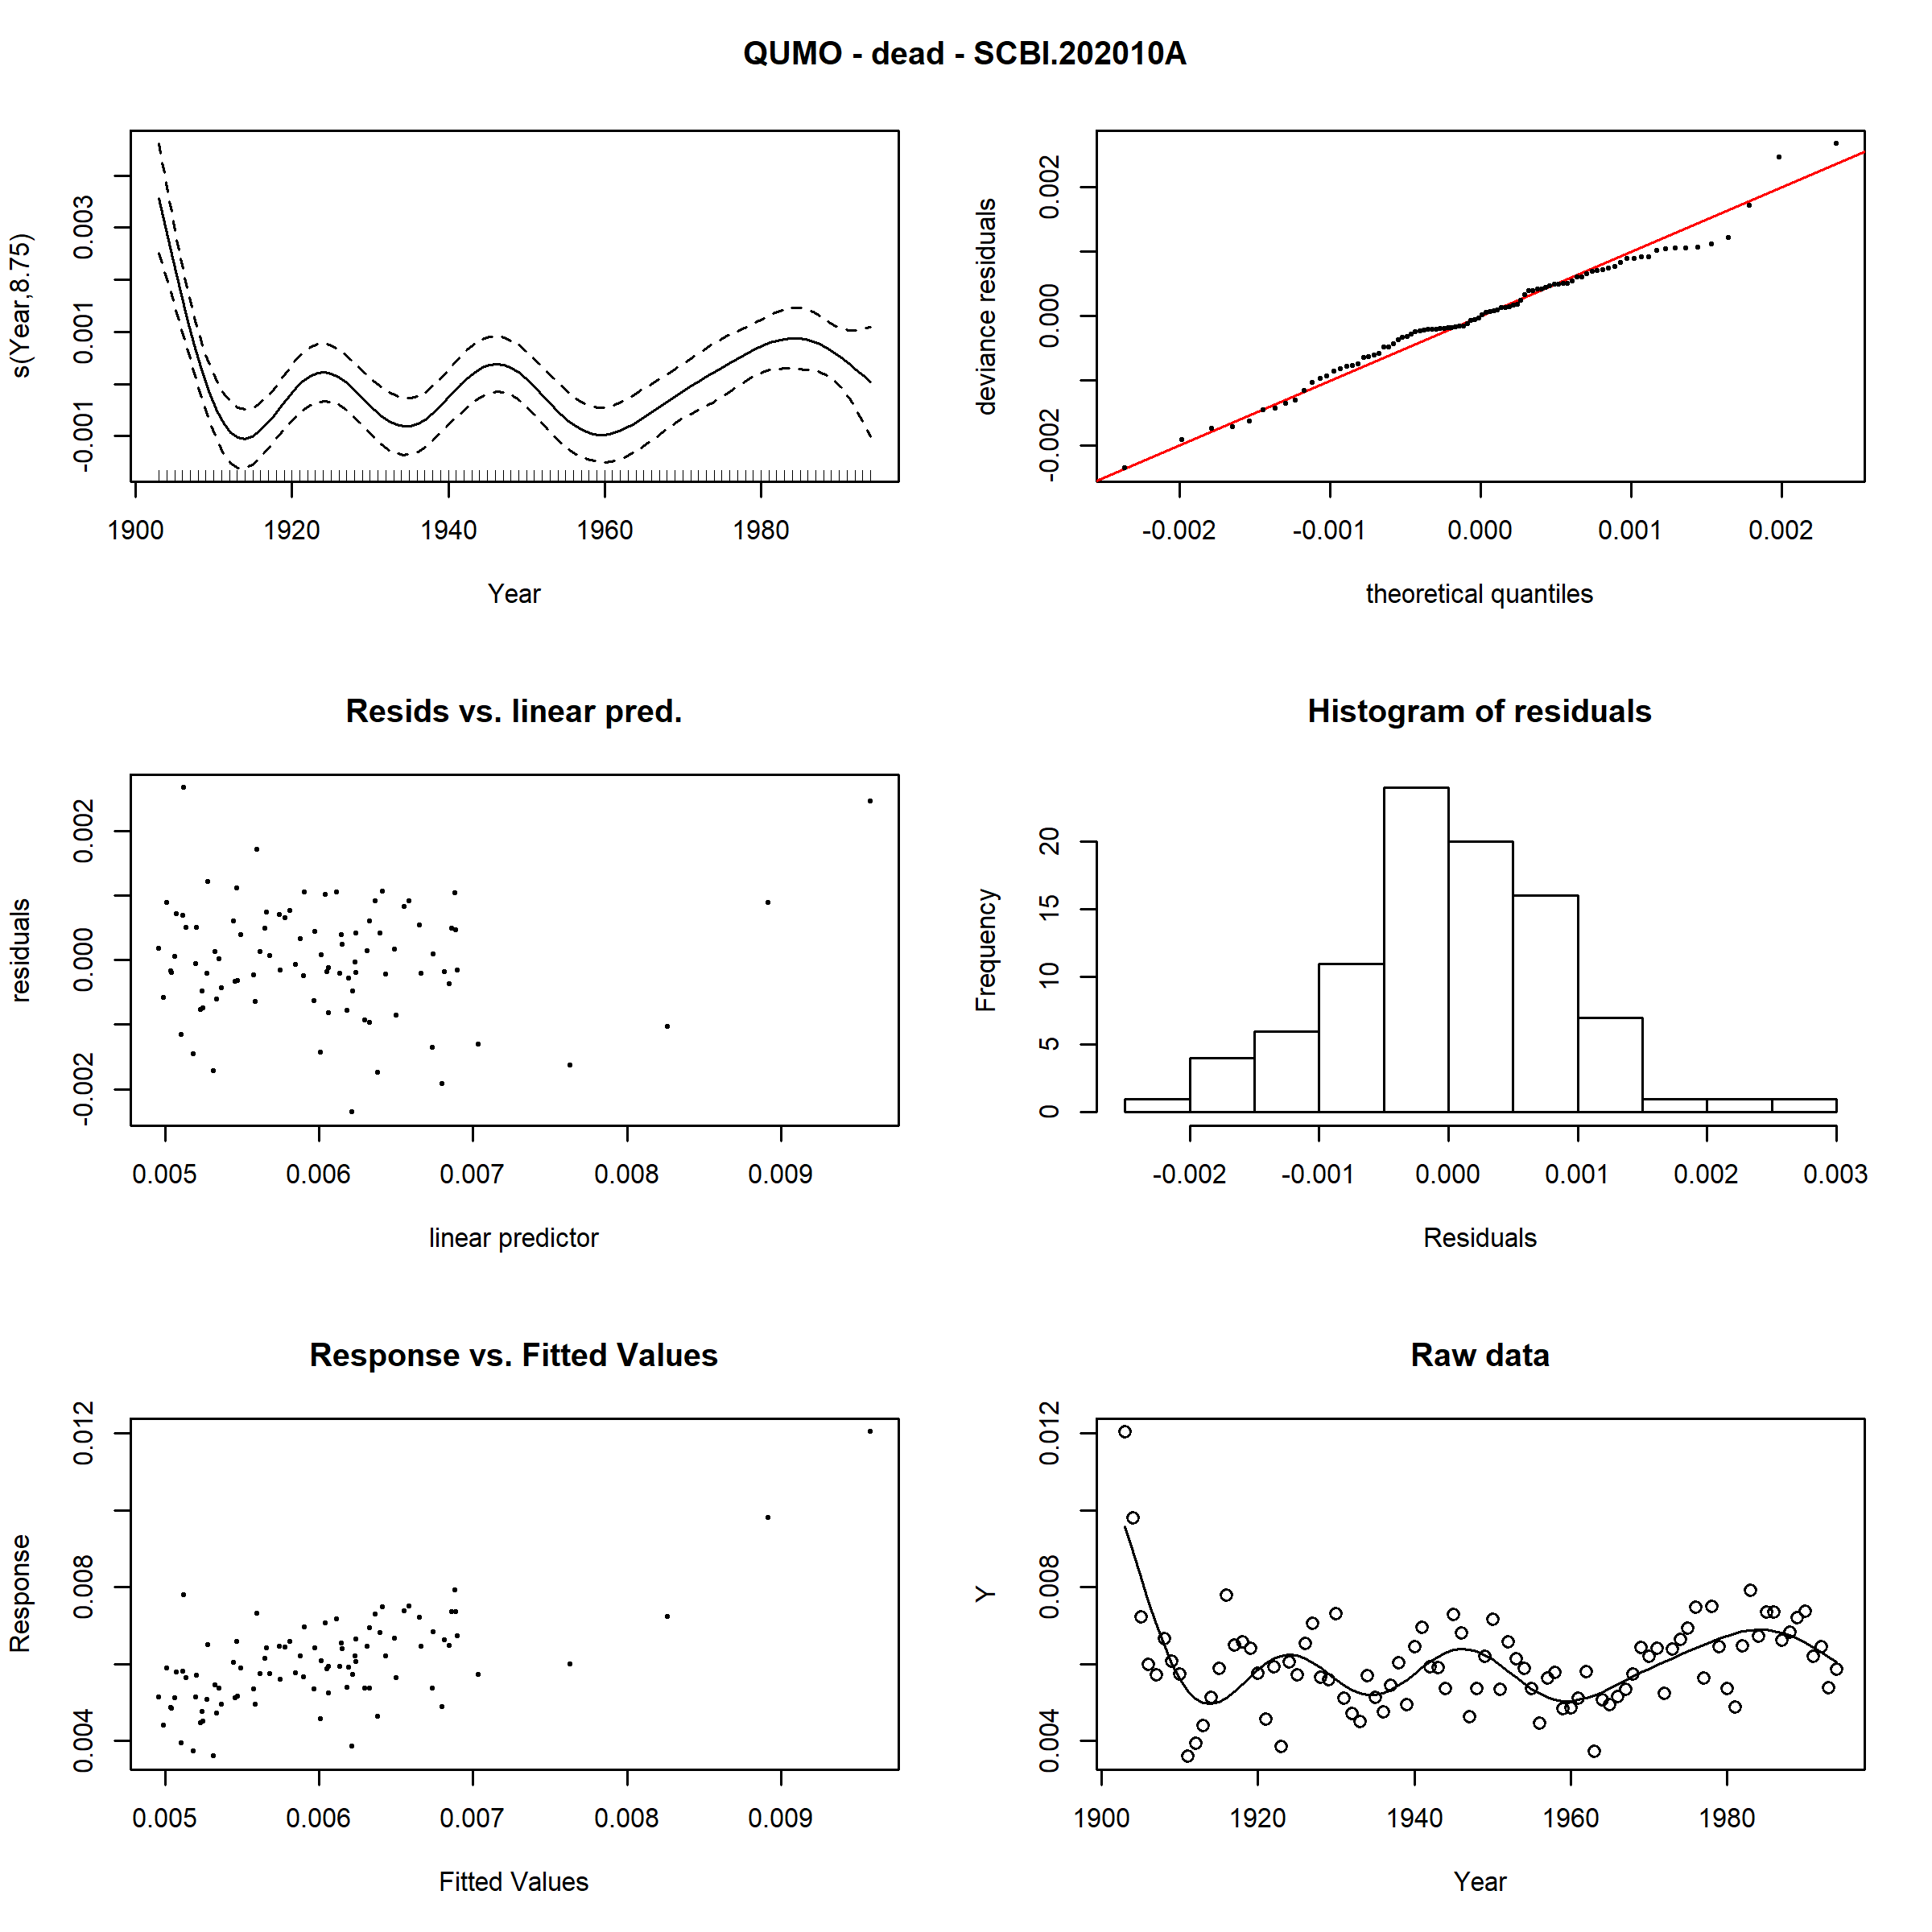 QUMO - dead - SCBI.202010A
s(Year,8.75)
-0.001 0.001 0.003
1900 1920 1940 1960 1980
Year
deviance residuals
-0.002 0.000 0.002
-0.002 -0.001 0.000 0.001 0.002
theoretical quantiles
Resids vs. linear pred.
residuals
-0.002 0.000 0.002
0.005 0.006 0.007 0.008 0.009
linear predictor
Histogram of residuals
Frequency
0 5 10 15 20
-0.002 -0.001 0.000 0.001 0.002 0.003
Residuals
Response vs. Fitted Values
Response
0.004 0.008 0.012
0.005 0.006 0.007 0.008 0.009
Fitted Values
Raw data
Y
0.004 0.008 0.012
1900 1920 1940 1960 1980
Year